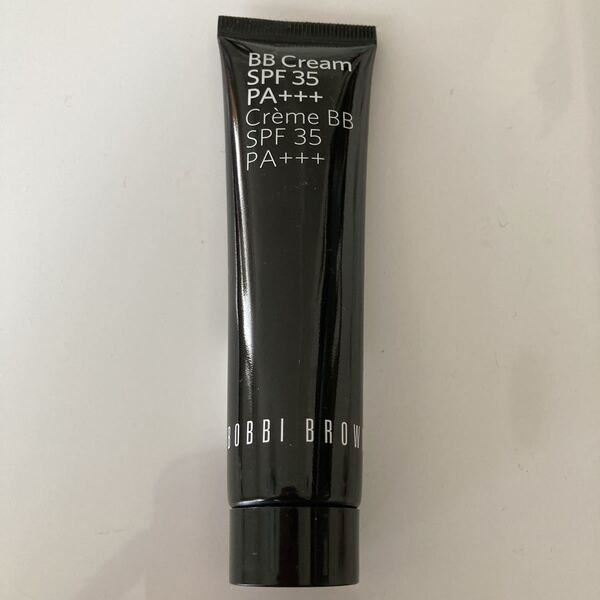 BB Cream
SPF 35
PA+++
Crème BB
SPF 35
PA+++
BOBBI BROWN